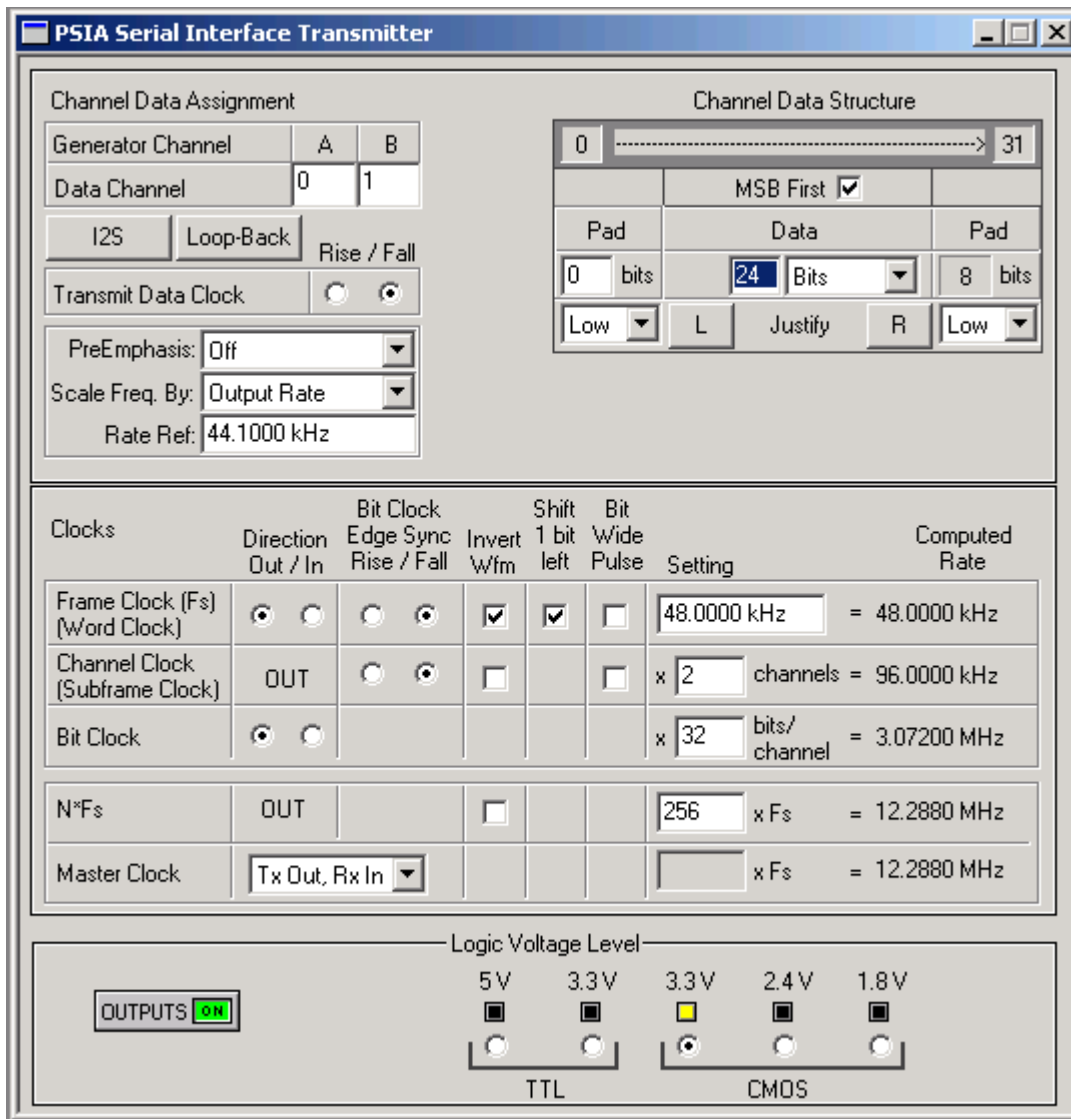 PSIA Serial Interface Transmitter
Channel Data Assignment
Generator Channel A B
Data Channel 0 1
I2S Loop-Back Rise / Fall
Transmit Data Clock
PreEmphasis: Off
Scale Freq. By: Output Rate
Rate Ref: 44.1000 kHz
Channel Data Structure
0 31
MSB First
Pad Data Pad
0 bits 24 Bits 8 bits
Low L Justify R Low
Clocks
Direction
Out / In
Bit Clock
Edge Sync
Rise / Fall
Invert
Wfm
Shift
1 bit
left
Bit
Wide
Pulse
Setting
Computed
Rate
Frame Clock (Fs)
(Word Clock)
48.0000 kHz = 48.0000 kHz
Channel Clock
(Subframe Clock)
OUT x 2 channels = 96.0000 kHz
Bit Clock x 32 bits/
channel = 3.07200 MHz
N*Fs OUT 256 x Fs = 12.2880 MHz
Master Clock Tx Out, Rx In x Fs = 12.2880 MHz
Logic Voltage Level
OUTPUTS ON
5 V 3.3 V 3.3 V 2.4 V 1.8 V
TTL CMOS